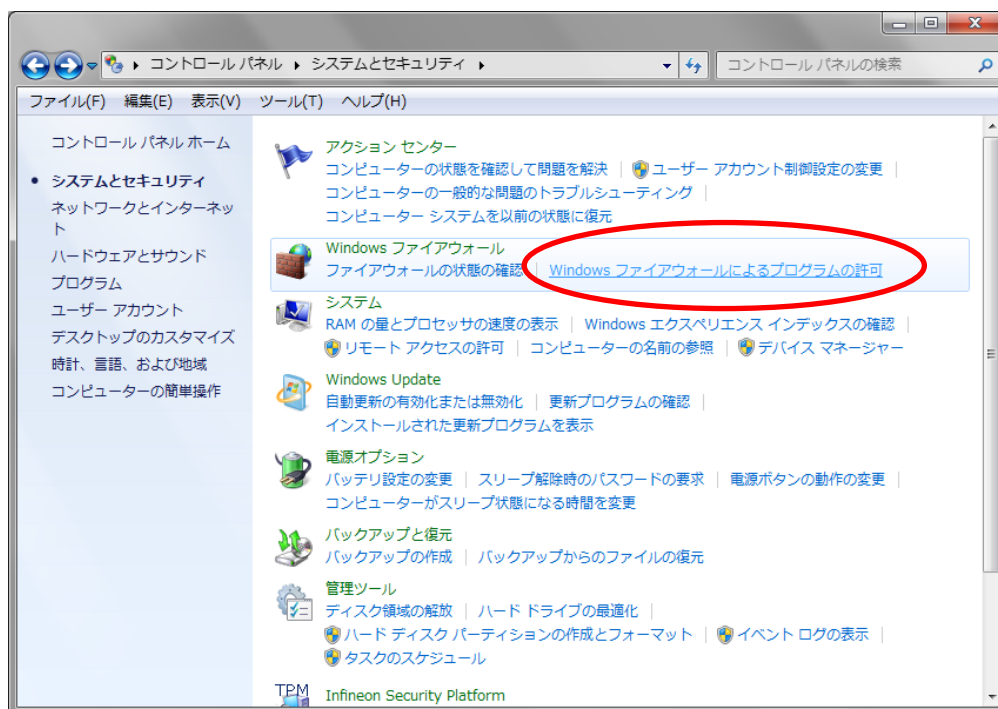 コントロール パネル システムとセキュリティ コントロール パネルの検索
ファイル(F) 編集(E) 表示(V) ツール(T) ヘルプ(H)
コントロール パネル ホーム
システムとセキュリティ
ネットワークとインターネッ
ト
ハードウェアとサウンド
プログラム
ユーザー アカウント
デスクトップのカスタマイズ
時計、言語、および地域
コンピューターの簡単操作
アクション センター
コンピューターの状態を確認して問題を解決 ユーザー アカウント制御設定の変更
コンピューターの一般的な問題のトラブルシューティング
コンピューター システムを以前の状態に復元
Windows ファイアウォール
ファイアウォールの状態の確認 Windows ファイアウォールによるプログラムの許可
システム
RAM の量とプロセッサの速度の表示 Windows エクスペリエンス インデックスの確認
リモート アクセスの許可 コンピューターの名前の参照 デバイス マネージャー
Windows Update
自動更新の有効化または無効化 更新プログラムの確認
インストールされた更新プログラムを表示
電源オプション
バッテリ設定の変更 スリープ解除時のパスワードの要求 電源ボタンの動作の変更
コンピューターがスリープ状態になる時間を変更
バックアップと復元
バックアップの作成 バックアップからのファイルの復元
管理ツール
ディスク領域の解放 ハード ドライブの最適化
ハード ディスク パーティションの作成とフォーマット イベント ログの表示
タスクのスケジュール
TPM
Infineon Security Platform